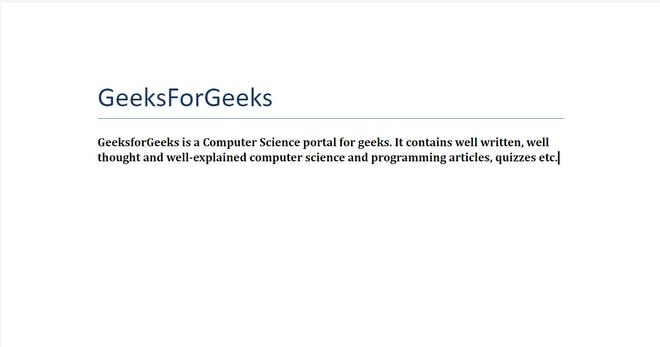 GeeksForGeeks
GeeksforGeeks is a Computer Science portal for geeks. It contains well written, well
thought and well-explained computer science and programming articles, quizzes etc.